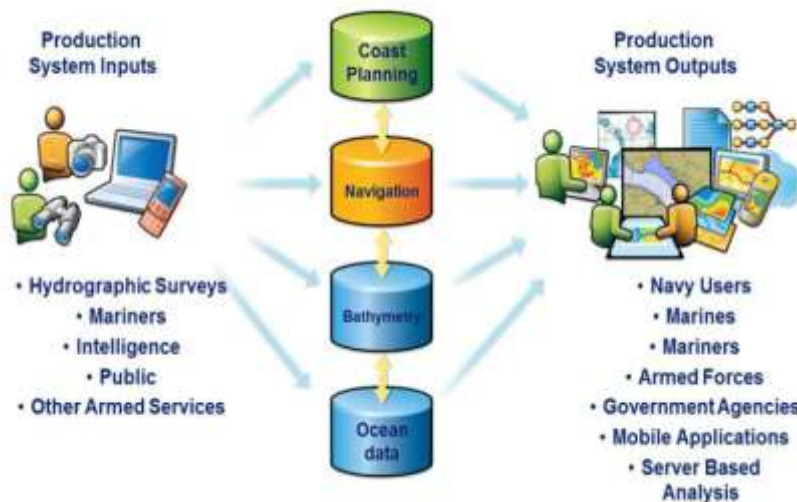 Production
System Inputs
• Hydrographic Surveys
• Mariners
• Intelligence
• Public
• Other Armed Services
Coast
Planning
Navigation
Bathymetry
Ocean
data
Production
System Outputs
• Navy Users
• Marines
• Mariners
• Armed Forces
• Government Agencies
• Mobile Applications
• Server Based
Analysis